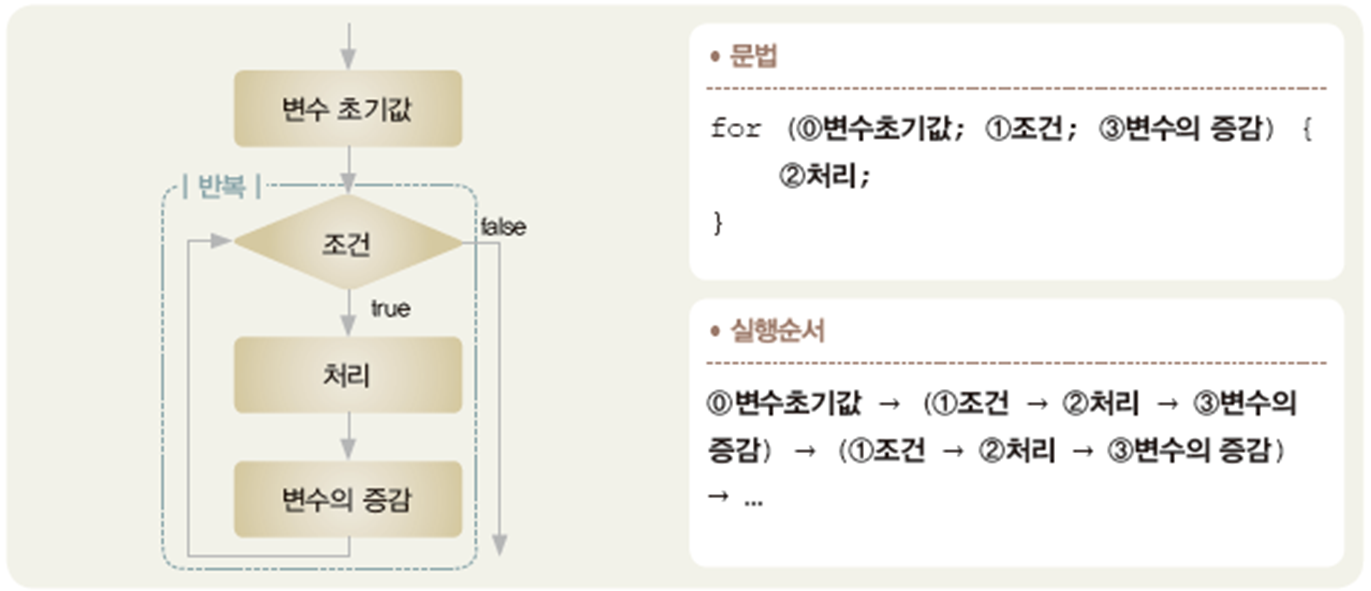 변수 초기값
| 반복 |
조건
false
true
처리
변수의 증감
• 문법
for (⓪변수초기값; ①조건; ③변수의 증감) {
②처리;
}
• 실행순서
⓪변수초기값 → (①조건 → ②처리 → ③변수의
증감) → (①조건 → ②처리 → ③변수의 증감)
→ …